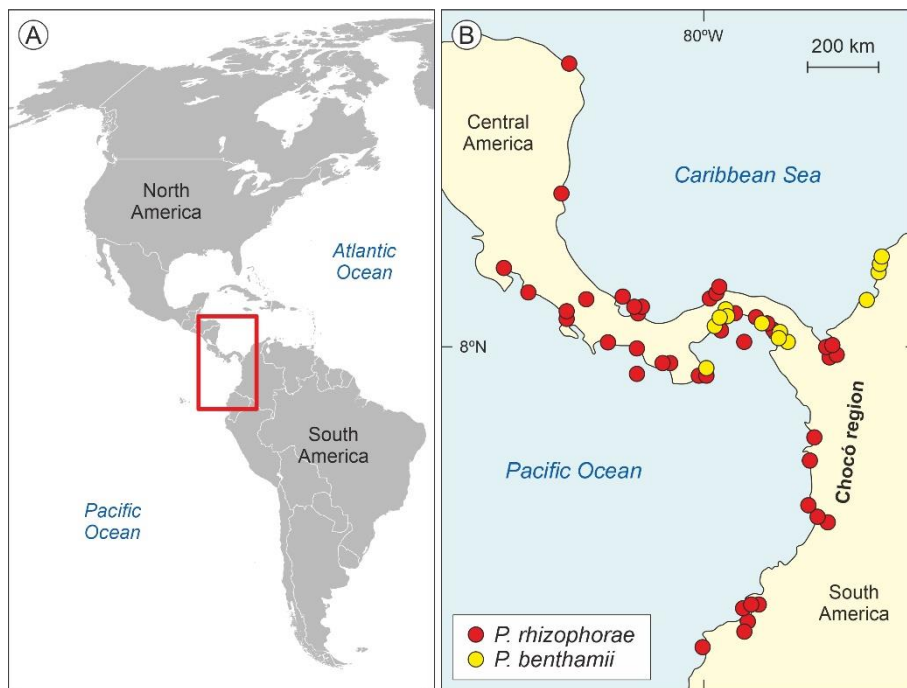 A
North
America
Atlantic
Ocean
South
America
Pacific
Ocean
B
80ºW
200 km
Central
America
Caribbean Sea
8ºN
Chocó region
Pacific Ocean
South
America
P. rhizophorae
P. benthamii